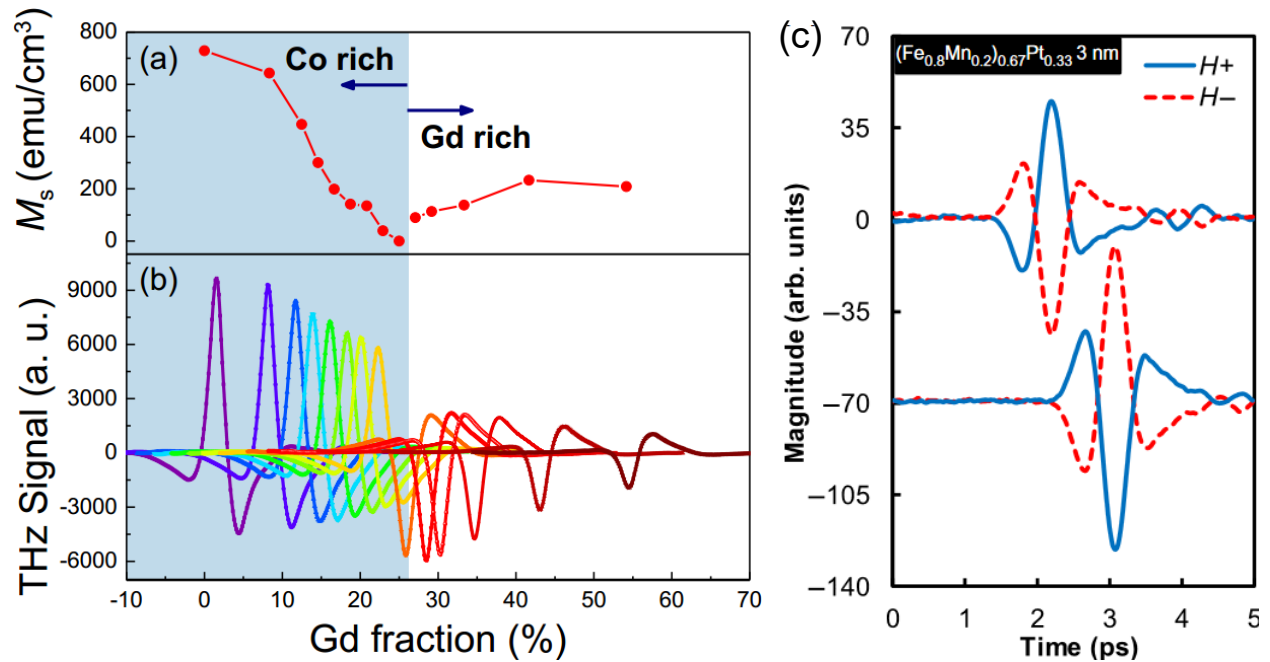 (a)
Co rich
Gd rich
Mₛ (emu/cm³)
800
600
400
200
0
(b)
THz Signal (a. u.)
9000
6000
3000
0
-3000
-6000
-10
0
10
20
30
40
50
60
70
Gd fraction (%)
(c)
(Fe₀.₈Mn₀.₂)₀.₆₇Pt₀.₃₃ 3 nm
H+
H−
Magnitude (arb. units)
70
35
0
−35
−70
−105
−140
0
1
2
3
4
5
Time (ps)